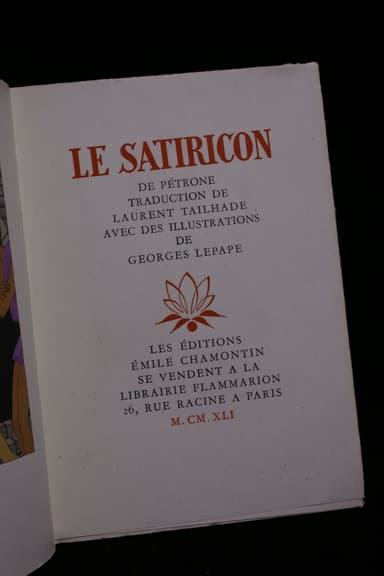 LE SATIRICON
DE PÉTRONE
TRADUCTION DE
LAURENT TAILHADE
AVEC DES ILLUSTRATIONS
DE
GEORGES LEPAPE
LES ÉDITIONS
ÉMILE CHAMONTIN
SE VENDENT A LA
LIBRAIRIE FLAMMARION
26, RUE RACINE A PARIS
M. CM. XLI